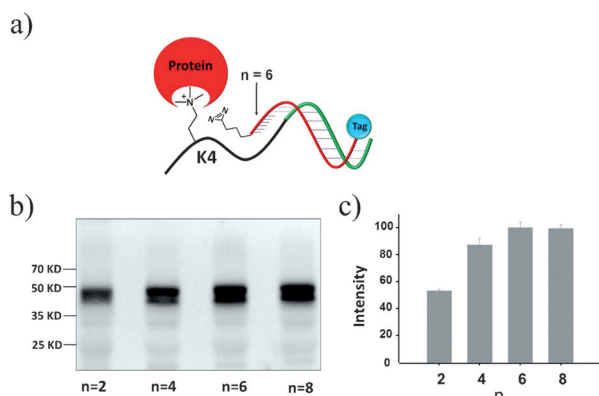 a)
Protein
n = 6
+
N
N
N
Tag
K4
b)
70 KD
50 KD
35 KD
25 KD
n=2
n=4
n=6
n=8
c)
Intensity
100
80
60
40
20
0
2
4
6
8
n